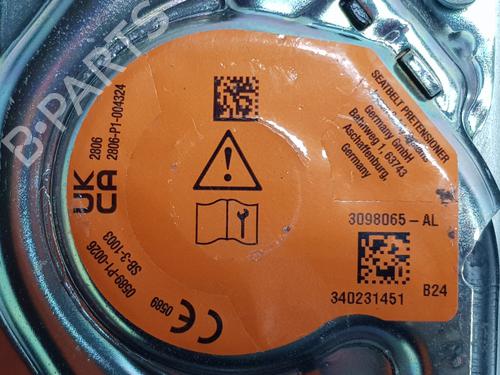 B-PARTS
SEATBELT PRETENSIONER
Germany GmbH
Bahnweg 1, 63743
Aschaffenburg,
Germany
2806
2806-P1-004324
UK
CA
0589-P1-0026
SB-3-1003
CE
0589
3098065-AL
340231451
B24